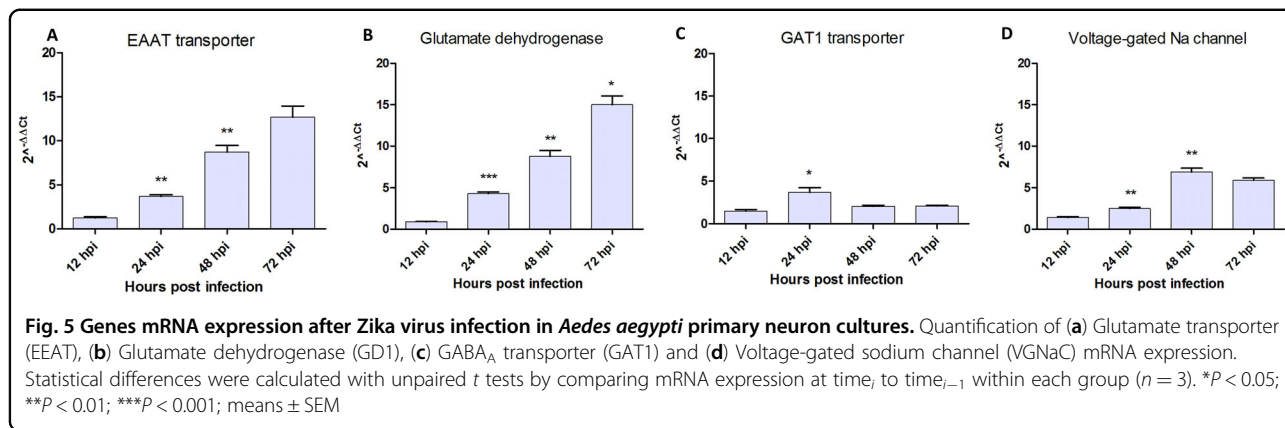 A
EAAT transporter
20
15
10
5
0
2^-ΔΔCt
12 hpi
24 hpi
48 hpi
72 hpi
**
**
Hours post infection
B
Glutamate dehydrogenase
20
15
10
5
0
2^-ΔΔCt
12 hpi
24 hpi
48 hpi
72 hpi
***
**
*
Hours post infection
C
GAT1 transporter
20
15
10
5
0
2^-ΔΔCt
12 hpi
24 hpi
48 hpi
72 hpi
*
Hours post infection
D
Voltage-gated Na channel
20
15
10
5
0
2^-ΔΔCt
12 hpi
24 hpi
48 hpi
72 hpi
**
**
Hours post infection
Fig. 5 Genes mRNA expression after Zika virus infection in Aedes aegypti primary neuron cultures. Quantification of (a) Glutamate transporter
(EEAT), (b) Glutamate dehydrogenase (GD1), (c) GABA_A transporter (GAT1) and (d) Voltage-gated sodium channel (VGNaC) mRNA expression.
Statistical differences were calculated with unpaired t tests by comparing mRNA expression at time_i to time_{i−1} within each group (n = 3). *P < 0.05;
**P < 0.01; ***P < 0.001; means ± SEM